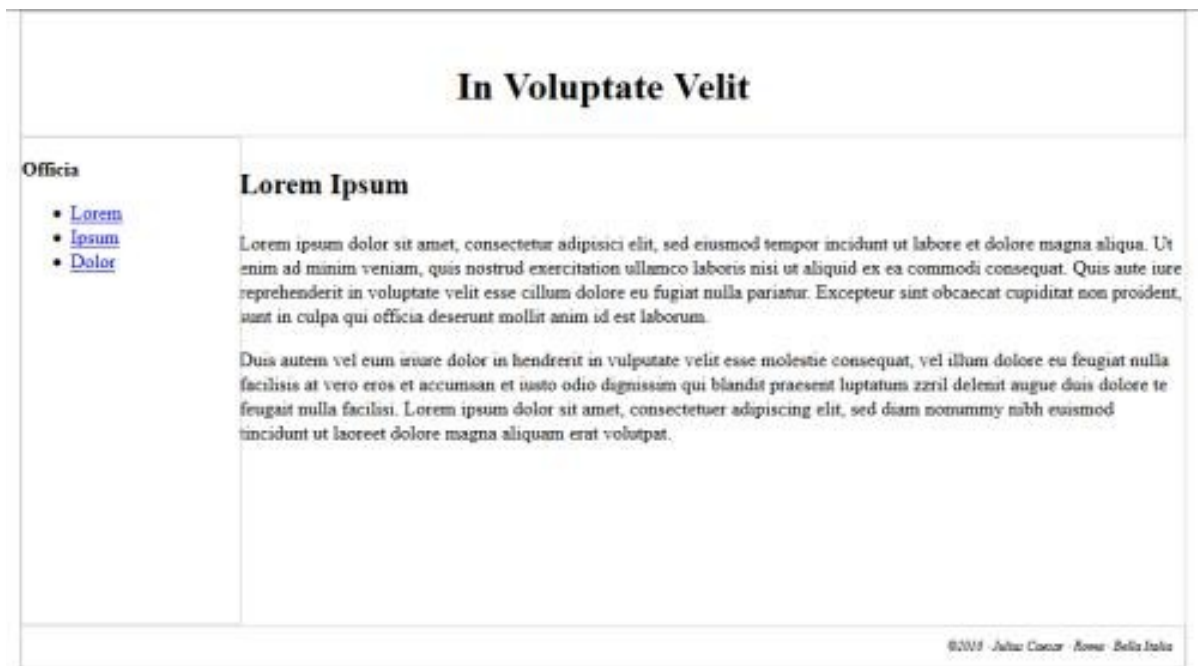 In Voluptate Velit
Officia
Lorem
Ipsum
Dolor
Lorem Ipsum
Lorem ipsum dolor sit amet, consectetur adipisici elit, sed eiusmod tempor incidunt ut labore et dolore magna aliqua. Ut
enim ad minim veniam, quis nostrud exercitation ullamco laboris nisi ut aliquid ex ea commodi consequat. Quis aute iure
reprehenderit in voluptate velit esse cillum dolore eu fugiat nulla pariatur. Excepteur sint obcaecat cupiditat non proident,
sunt in culpa qui officia deserunt mollit anim id est laborum.
Duis autem vel eum iriure dolor in hendrerit in vulputate velit esse molestie consequat, vel illum dolore eu feugiat nulla
facilisis at vero eros et accumsan et iusto odio dignissim qui blandit praesent luptatum zzril delenit augue duis dolore te
feugait nulla facilisi. Lorem ipsum dolor sit amet, consectetuer adipiscing elit, sed diam nonummy nibh euismod
tincidunt ut laoreet dolore magna aliquam erat volutpat.
· Julius Caesar · Rome · Bella Italia